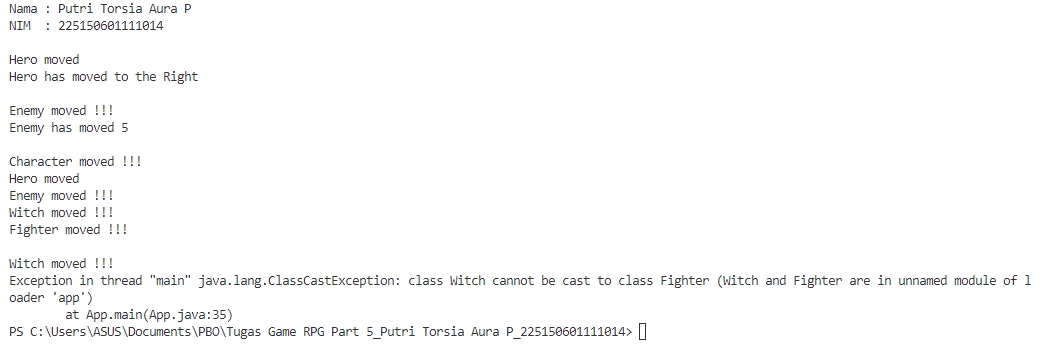 Nama : Putri Torsia Aura P
NIM  : 225150601111014
Hero moved
Hero has moved to the Right
Enemy moved !!!
Enemy has moved 5
Character moved !!!
Hero moved
Enemy moved !!!
Witch moved !!!
Fighter moved !!!
Witch moved !!!
Exception in thread "main" java.lang.ClassCastException: class Witch cannot be cast to class Fighter (Witch and Fighter are in unnamed module of l
oader 'app')
        at App.main(App.java:35)
PS C:\Users\ASUS\Documents\PBO\Tugas Game RPG Part 5_Putri Torsia Aura P_225150601111014>